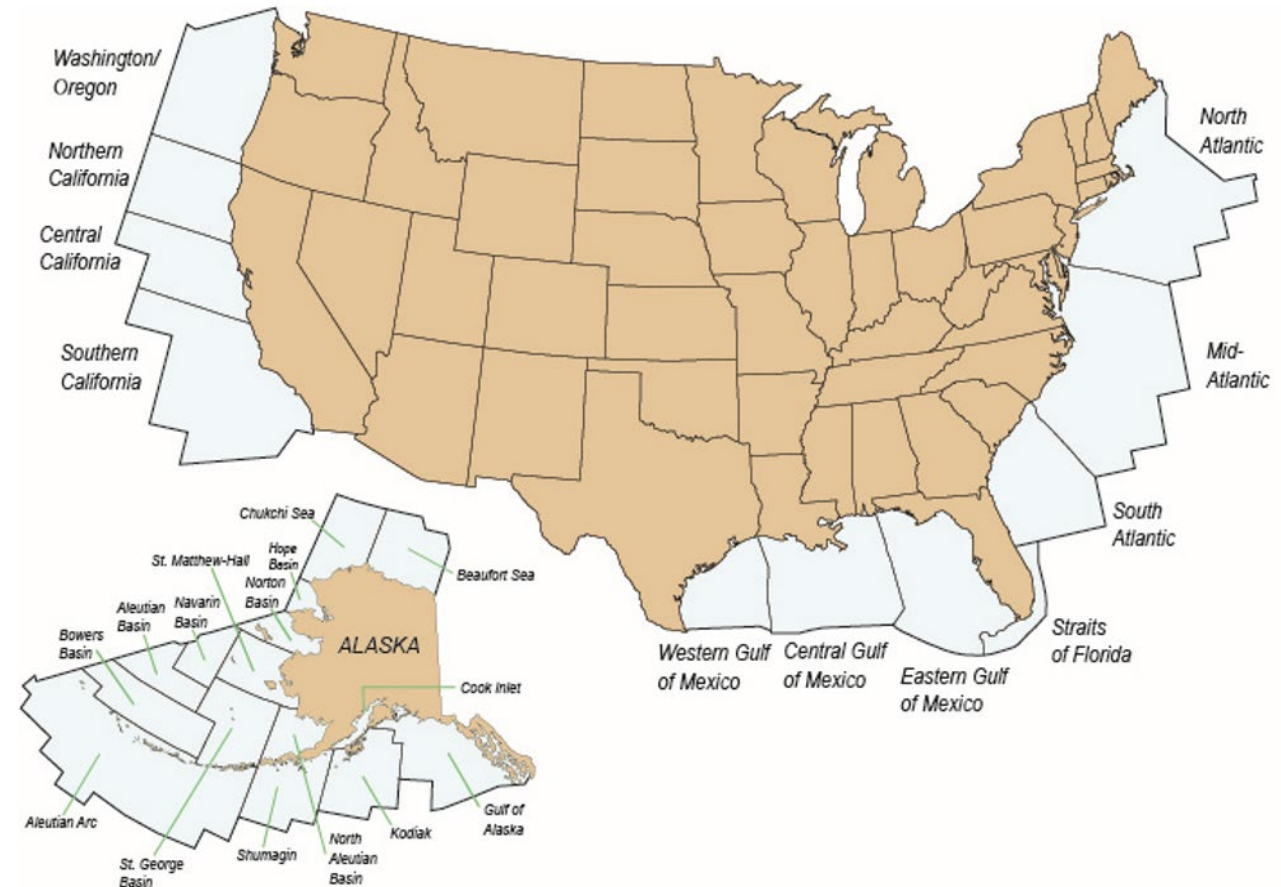 Washington/
Oregon
Northern
California
Central
California
Southern
California
North
Atlantic
Mid-
Atlantic
South
Atlantic
Straits
of Florida
Western Gulf
of Mexico
Central Gulf
of Mexico
Eastern Gulf
of Mexico
Chukchi Sea
Beaufort Sea
Hope
Basin
St. Matthew-Hall
Norton
Basin
Navarin
Basin
Aleutian
Basin
Bowers
Basin
ALASKA
Cook Inlet
Aleutian Arc
St. George
Basin
Shumagin
North
Aleutian
Basin
Kodiak
Gulf of
Alaska